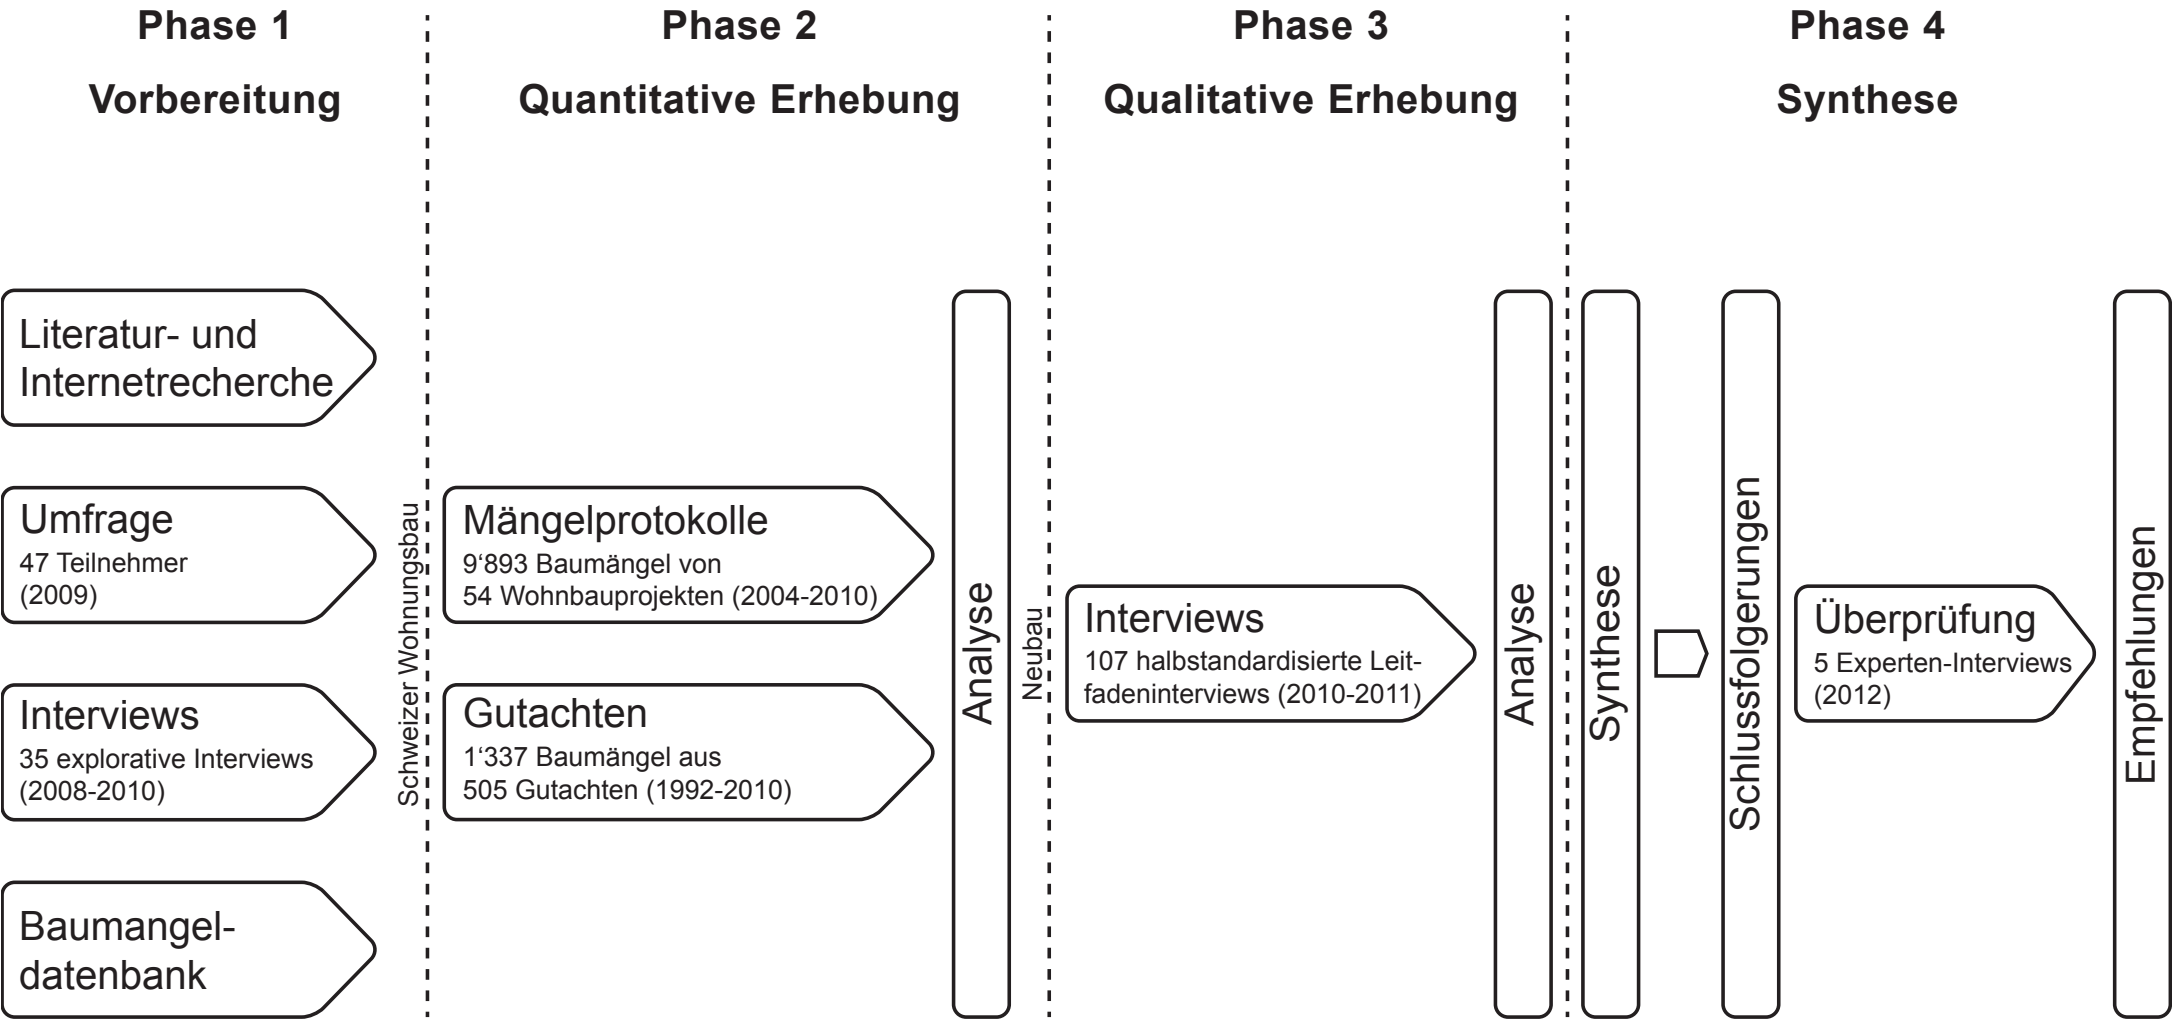 Phase 1
Vorbereitung
Literatur- und
Internetrecherche
Umfrage
47 Teilnehmer
(2009)
Interviews
35 explorative Interviews
(2008-2010)
Baumangel-
datenbank
Schweizer Wohnungsbau
Phase 2
Quantitative Erhebung
Mängelprotokolle
9‘893 Baumängel von
54 Wohnbauprojekten (2004-2010)
Gutachten
1‘337 Baumängel aus
505 Gutachten (1992-2010)
Analyse
Neubau
Phase 3
Qualitative Erhebung
Interviews
107 halbstandardisierte Leit-
fadeninterviews (2010-2011)
Analyse
Phase 4
Synthese
Synthese
Schlussfolgerungen
Überprüfung
5 Experten-Interviews
(2012)
Empfehlungen